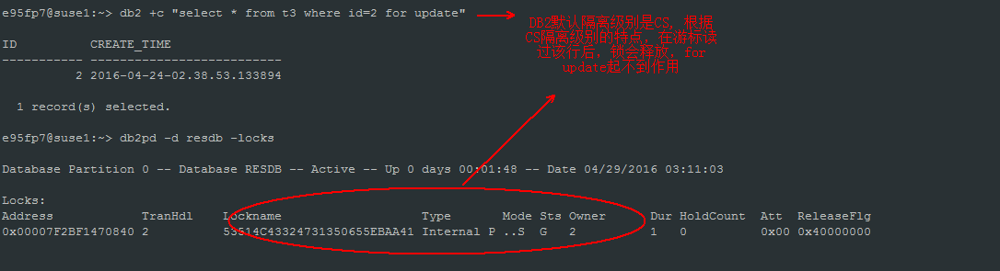 e95fp7@suse1:~> db2 +c "select * from t3 where id=2 for update"
DB2默认隔离级别是CS, 根据
CS隔离级别的特点, 在游标读
过该行后, 锁会释放, for
update起不到作用
ID          CREATE_TIME
----------- --------------------------
          2 2016-04-24-02.38.53.133894
  1 record(s) selected.
e95fp7@suse1:~> db2pd -d resdb -locks
Database Partition 0 -- Database RESDB -- Active -- Up 0 days 00:01:48 -- Date 04/29/2016 03:11:03
Locks:
Address            TranHdl    Lockname                   Type       Mode Sts Owner      Dur HoldCount  Att  ReleaseFlg
0x00007F2BF1470840 2          53514C43324731350655EBAA41 Internal P ..S  G   2          1   0          0x00 0x40000000